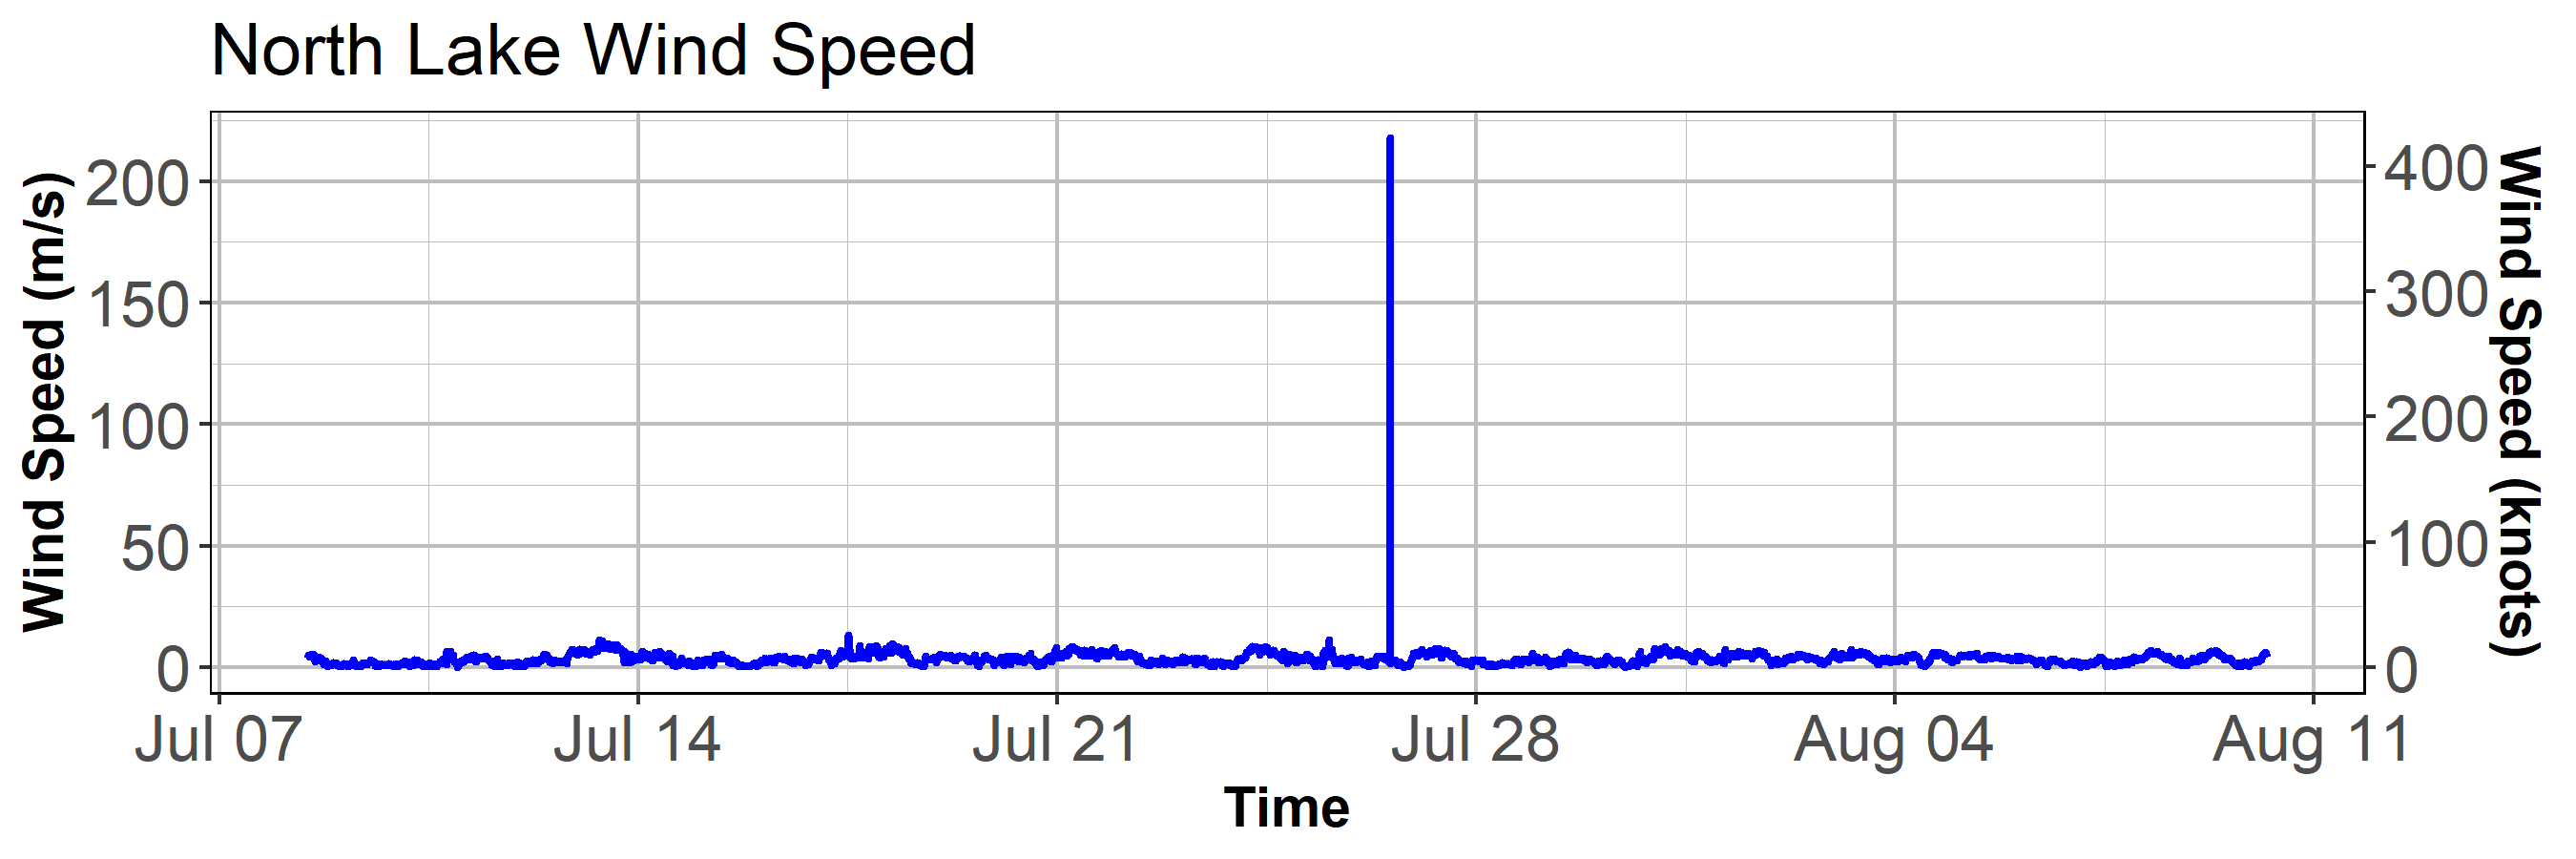 North Lake Wind Speed
Wind Speed (m/s)
200
150
100
50
0
Wind Speed (knots)
400
300
200
100
0
Jul 07 Jul 14 Jul 21 Jul 28 Aug 04 Aug 11
Time